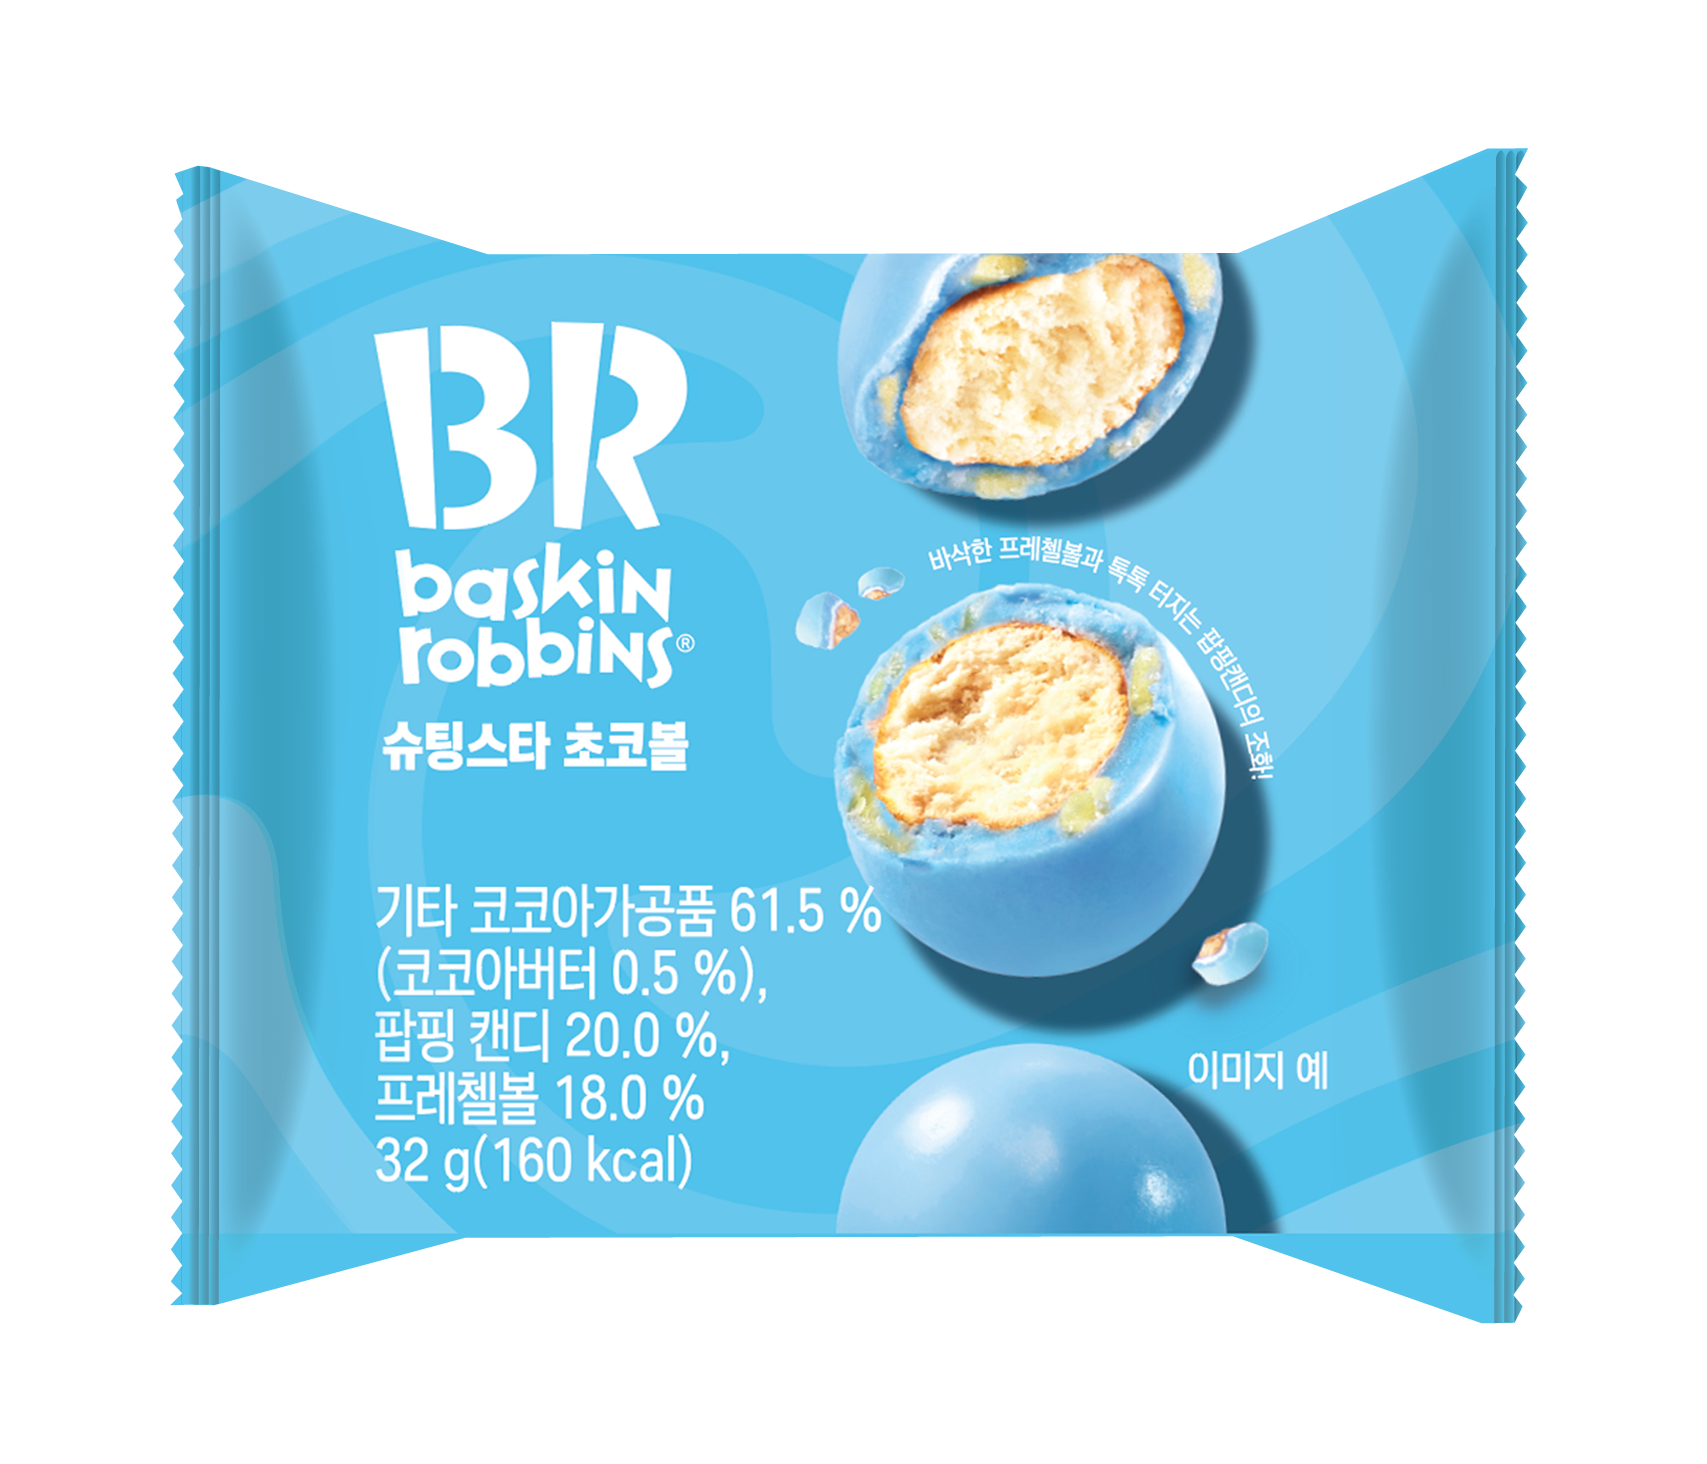 BR
baskin
robbins®
슈팅스타 초코볼
바삭한 프레첼볼과 톡톡 터지는 팝핑캔디의 조화!
기타 코코아가공품 61.5 %
(코코아버터 0.5 %),
팝핑 캔디 20.0 %,
프레첼볼 18.0 %
32 g(160 kcal)
이미지 예